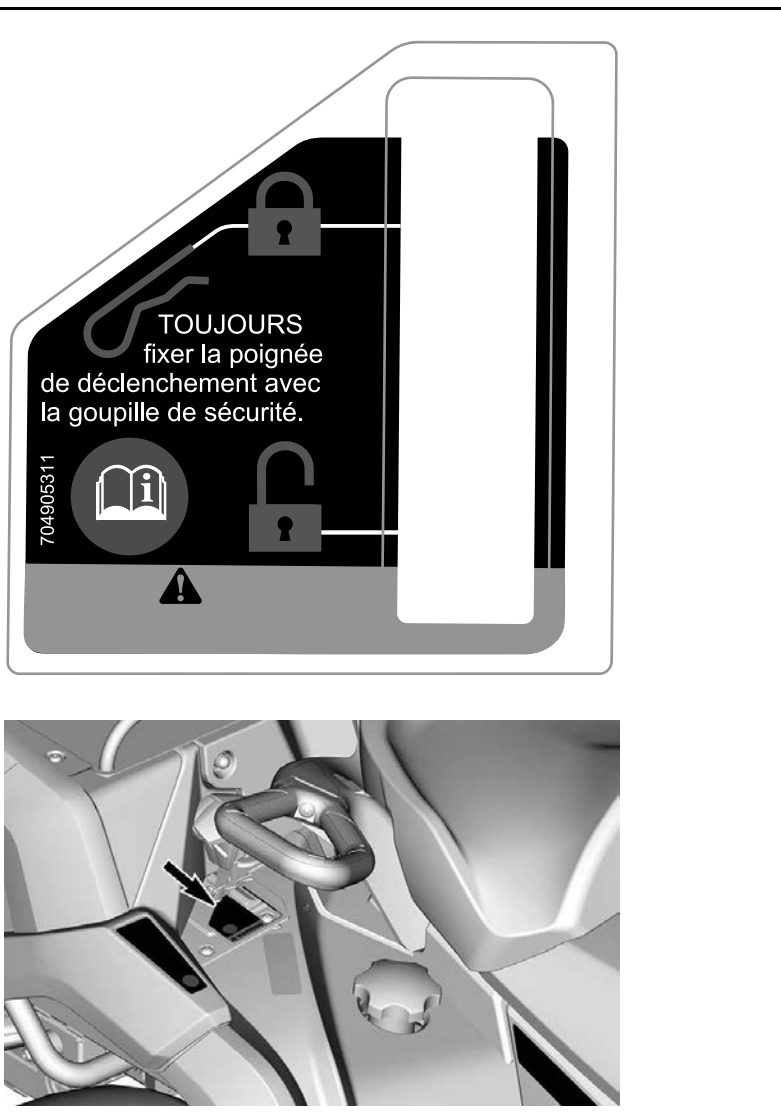 TOUJOURS
fixer la poignée
de déclenchement avec
la goupille de sécurité.
704905311
i